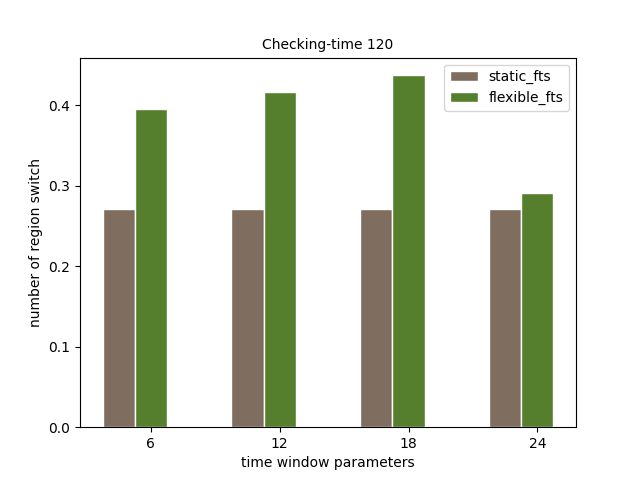 Checking-time 120
static_fts
flexible_fts
number of region switch
0.4
0.3
0.2
0.1
0.0
6 12 18 24
time window parameters